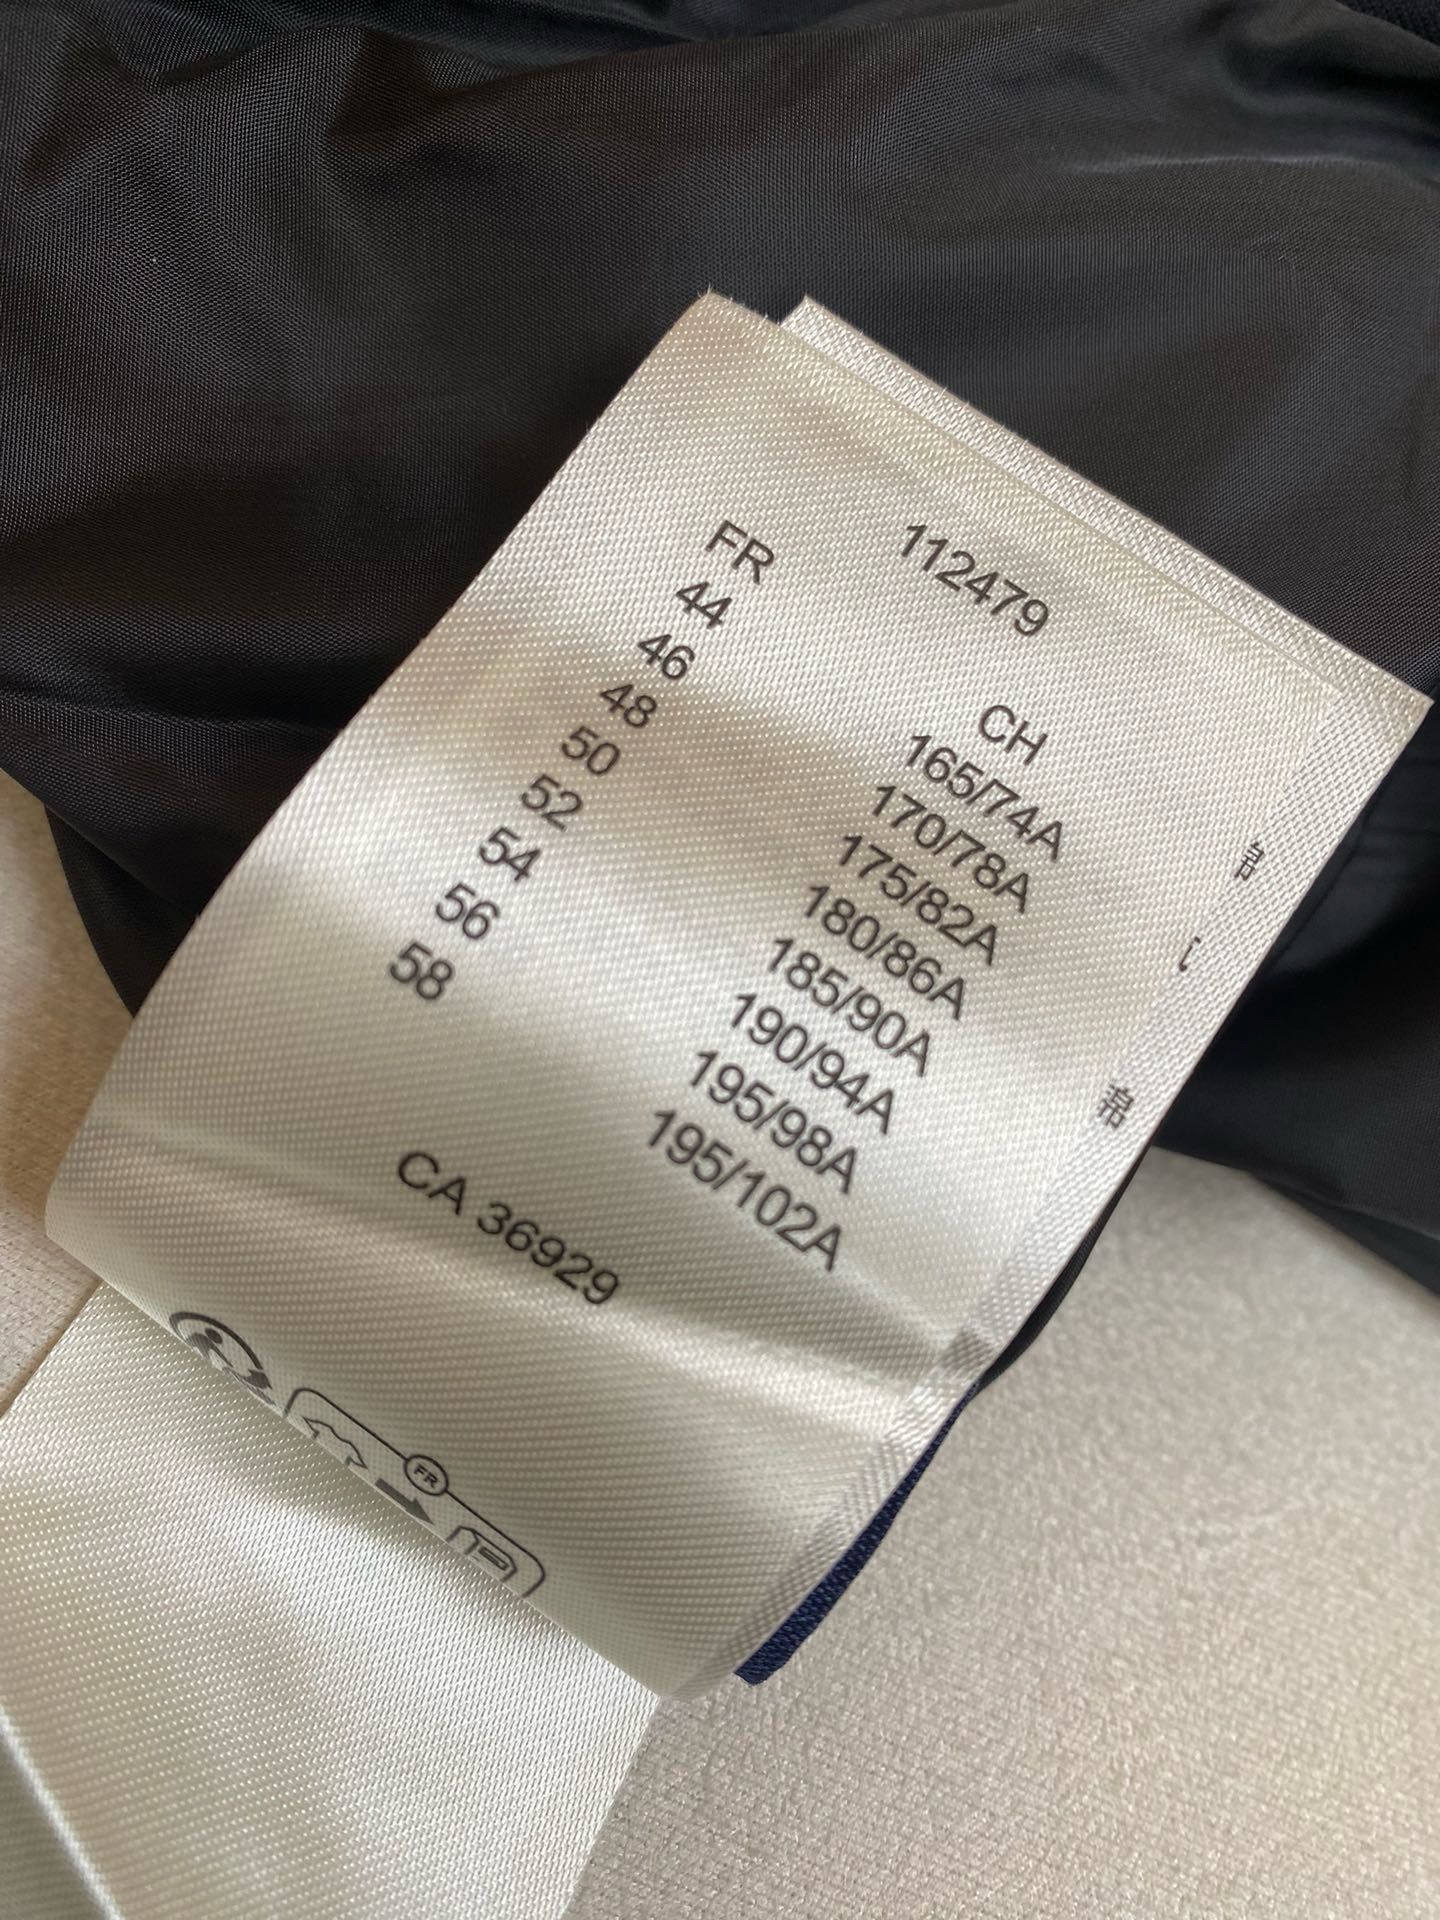 112479
FR CH
44 165/74A
46 170/78A
48 175/82A
50 180/86A
52 185/90A
54 190/94A
56 195/98A
58 195/102A
CA 36929
FR